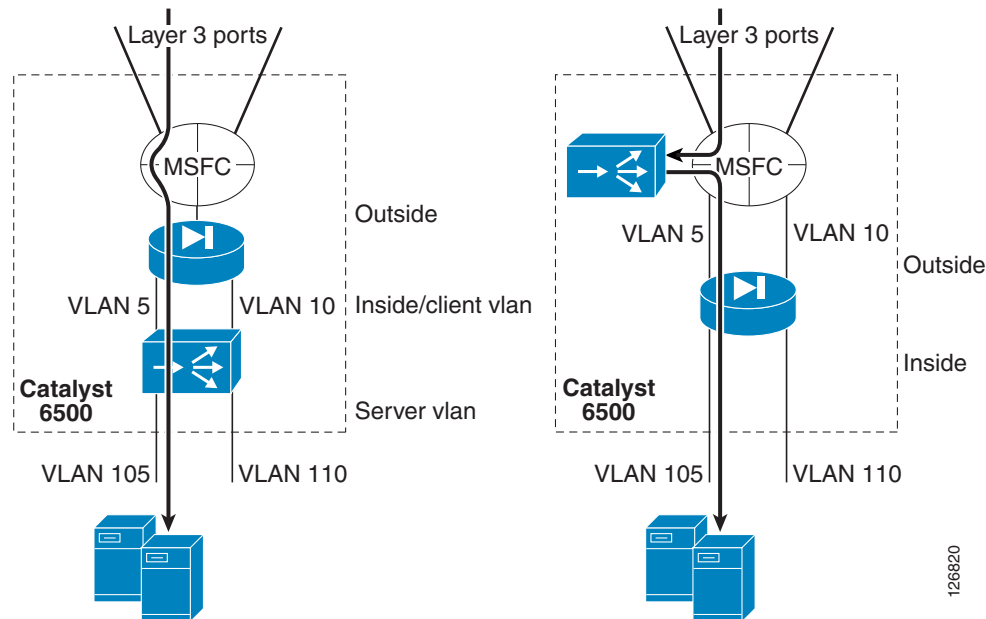 Layer 3 ports
MSFC
Outside
VLAN 5
VLAN 10
Inside/client vlan
Catalyst
6500
Server vlan
VLAN 105
VLAN 110
Layer 3 ports
MSFC
VLAN 5
VLAN 10
Outside
Inside
Catalyst
6500
VLAN 105
VLAN 110
126820